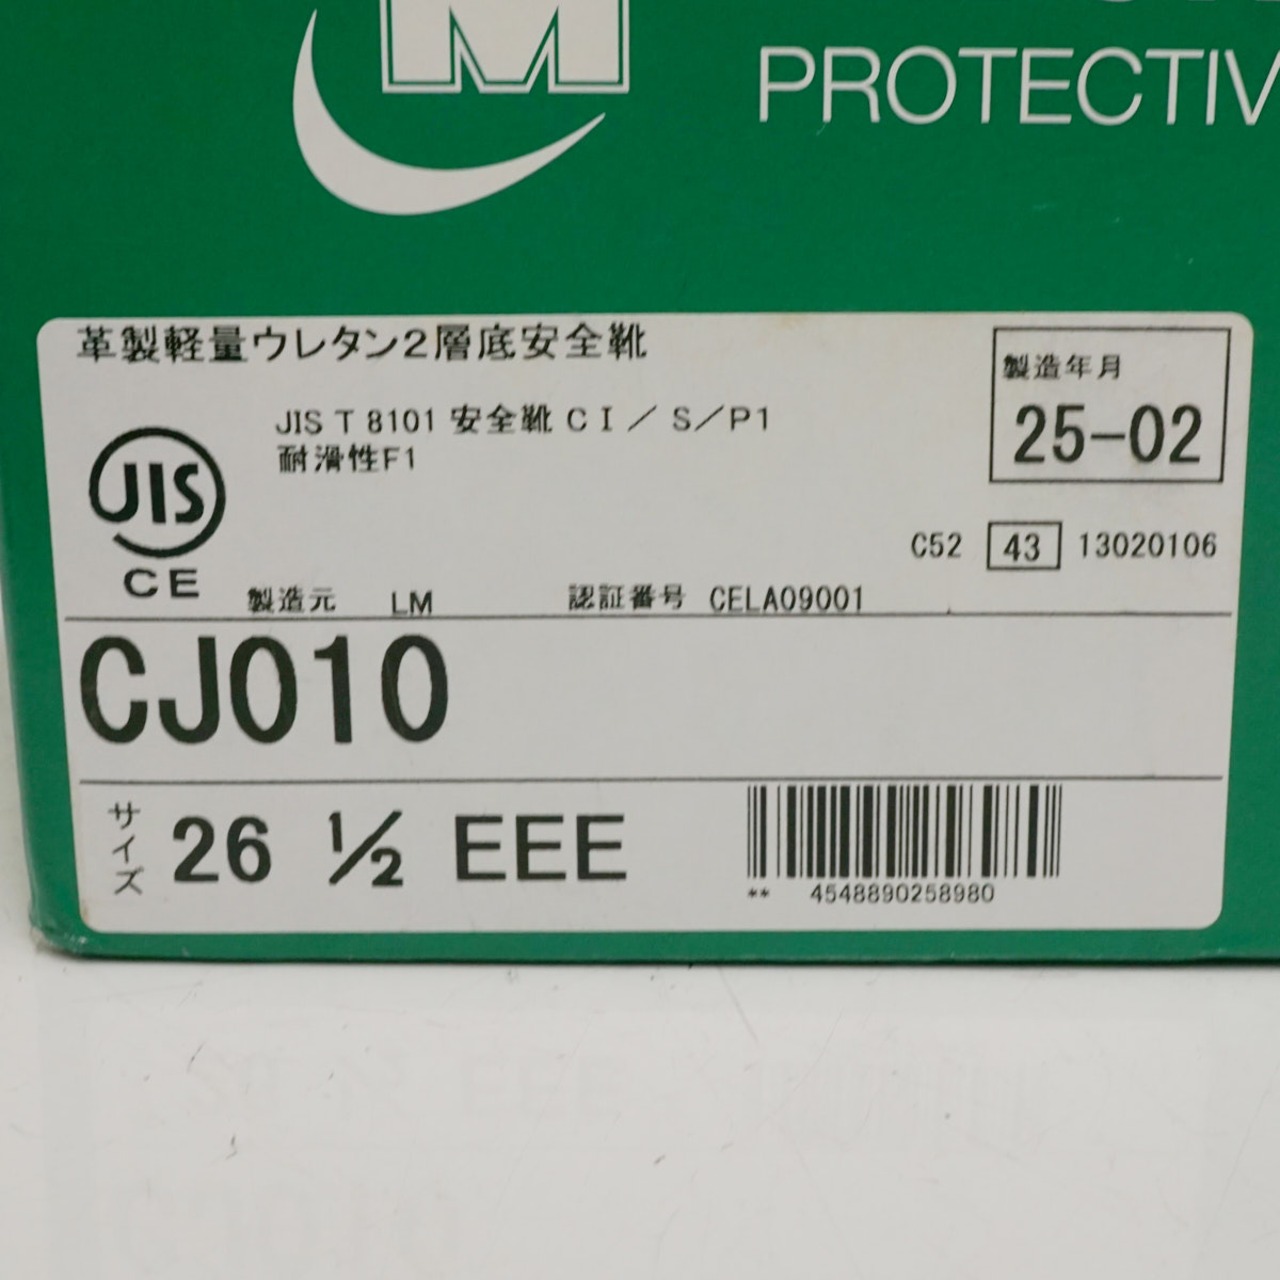 M
PROTECTIV
革製軽量ウレタン2層底安全靴
製造年月
25-02
JIS T 8101 安全靴 CI/ S/P1
耐滑性F1
JIS
CE
C52 43 13020106
製造元 LM 認証番号 CELA09001
CJ010
サイズ 26 1/2 EEE
** 4548890258980